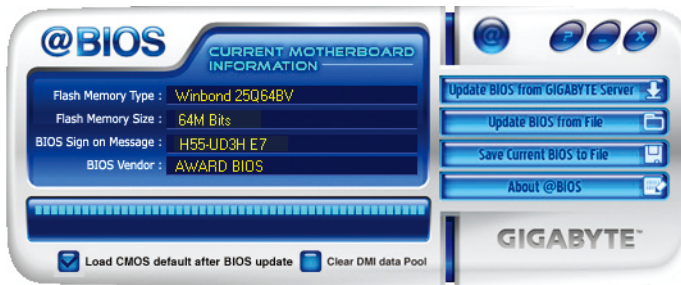 @BIOS
CURRENT MOTHERBOARD
INFORMATION
Flash Memory Type : Winbond 25Q64BV
Flash Memory Size : 64M Bits
BIOS Sign on Message : H55-UD3H E7
BIOS Vendor : AWARD BIOS
Load CMOS default after BIOS update
Clear DMI data Pool
@ ? - X
Update BIOS from GIGABYTE Server
Update BIOS from File
Save Current BIOS to File
About @BIOS
GIGABYTE™